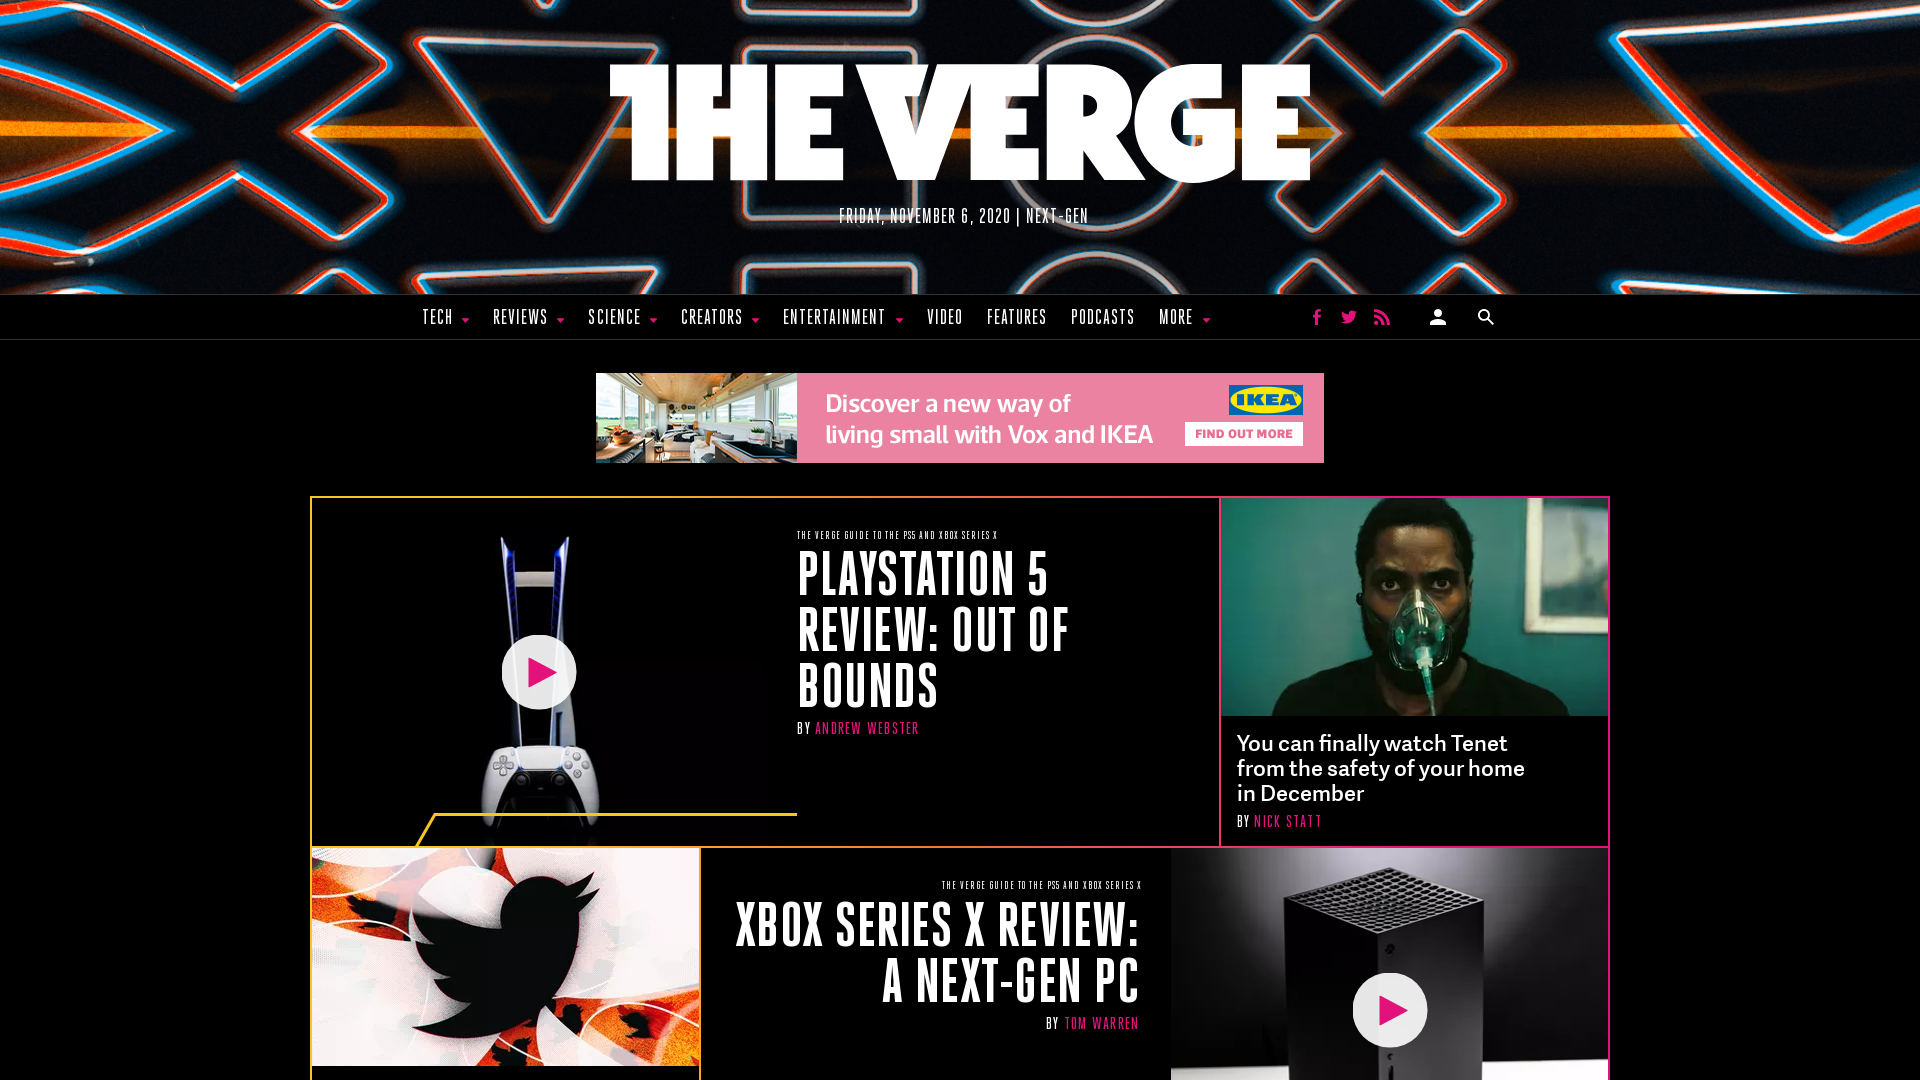 THE VERGE
FRIDAY, NOVEMBER 6, 2020 | NEXT-GEN
TECH REVIEWS SCIENCE CREATORS ENTERTAINMENT VIDEO FEATURES PODCASTS MORE
Discover a new way of
living small with Vox and IKEA
IKEA
FIND OUT MORE
THE VERGE GUIDE TO THE PS5 AND XBOX SERIES X
PLAYSTATION 5
REVIEW: OUT OF
BOUNDS
BY ANDREW WEBSTER
You can finally watch Tenet
from the safety of your home
in December
BY NICK STATT
THE VERGE GUIDE TO THE PS5 AND XBOX SERIES X
XBOX SERIES X REVIEW:
A NEXT-GEN PC
BY TOM WARREN